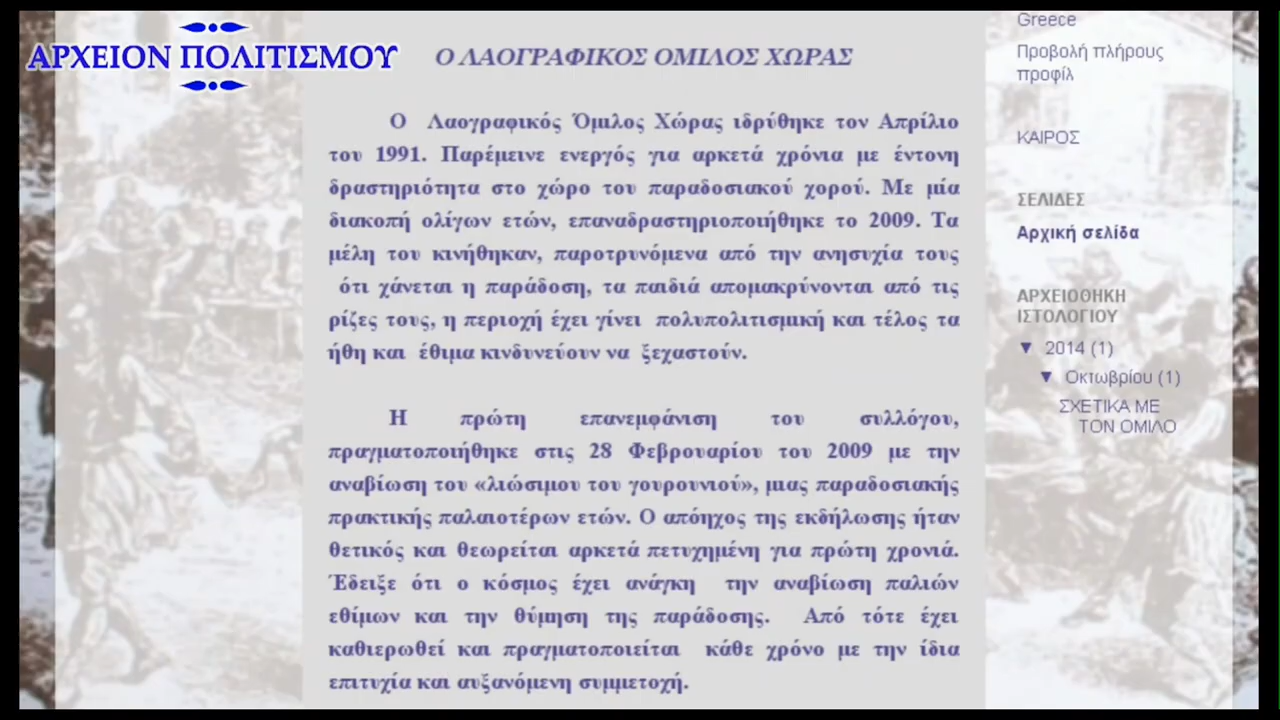 ΑΡΧΕΙΟΝ ΠΟΛΙΤΙΣΜΟΥ
Ο ΛΑΟΓΡΑΦΙΚΟΣ ΟΜΙΛΟΣ ΧΩΡΑΣ
Ο Λαογραφικός Όμιλος Χώρας ιδρύθηκε τον Απρίλιο
του 1991. Παρέμεινε ενεργός για αρκετά χρόνια με έντονη
δραστηριότητα στο χώρο του παραδοσιακού χορού. Με μία
διακοπή ολίγων ετών, επαναδραστηριοποιήθηκε το 2009. Τα
μέλη του κινήθηκαν, παροτρυνόμενα από την ανησυχία τους
ότι χάνεται η παράδοση, τα παιδιά απομακρύνονται από τις
ρίζες τους, η περιοχή έχει γίνει πολυπολιτισμική και τέλος τα
ήθη και έθιμα κινδυνεύουν να ξεχαστούν.
Η πρώτη επανεμφάνιση του συλλόγου,
πραγματοποιήθηκε στις 28 Φεβρουαρίου του 2009 με την
αναβίωση του «λιώσιμου του γουρουνιού», μιας παραδοσιακής
πρακτικής παλαιοτέρων ετών. Ο απόηχος της εκδήλωσης ήταν
θετικός και θεωρείται αρκετά πετυχημένη για πρώτη χρονιά.
Έδειξε ότι ο κόσμος έχει ανάγκη την αναβίωση παλιών
εθίμων και την θύμηση της παράδοσης. Από τότε έχει
καθιερωθεί και πραγματοποιείται κάθε χρόνο με την ίδια
επιτυχία και αυξανόμενη συμμετοχή.
Greece
Προβολή πλήρους
προφίλ
ΚΑΙΡΟΣ
ΣΕΛΙΔΕΣ
Αρχική σελίδα
ΑΡΧΕΙΟΘΗΚΗ
ΙΣΤΟΛΟΓΙΟΥ
▼ 2014 (1)
▼ Οκτωβρίου (1)
ΣΧΕΤΙΚΑ ΜΕ
ΤΟΝ ΟΜΙΛΟ